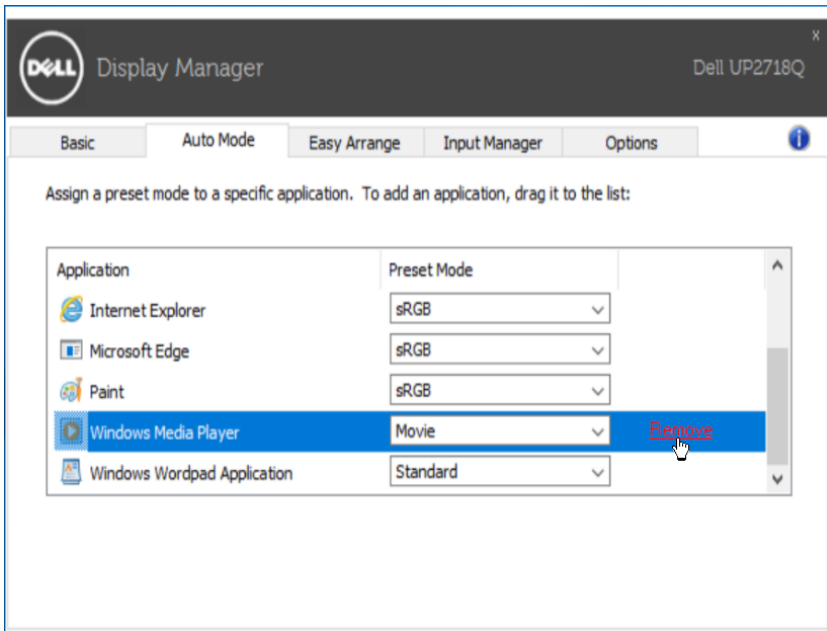 DELL Display Manager
x
Dell UP2718Q
Basic Auto Mode Easy Arrange Input Manager Options i
Assign a preset mode to a specific application. To add an application, drag it to the list:
Application Preset Mode
Internet Explorer sRGB
Microsoft Edge sRGB
Paint sRGB
Windows Media Player Movie Remove
Windows Wordpad Application Standard